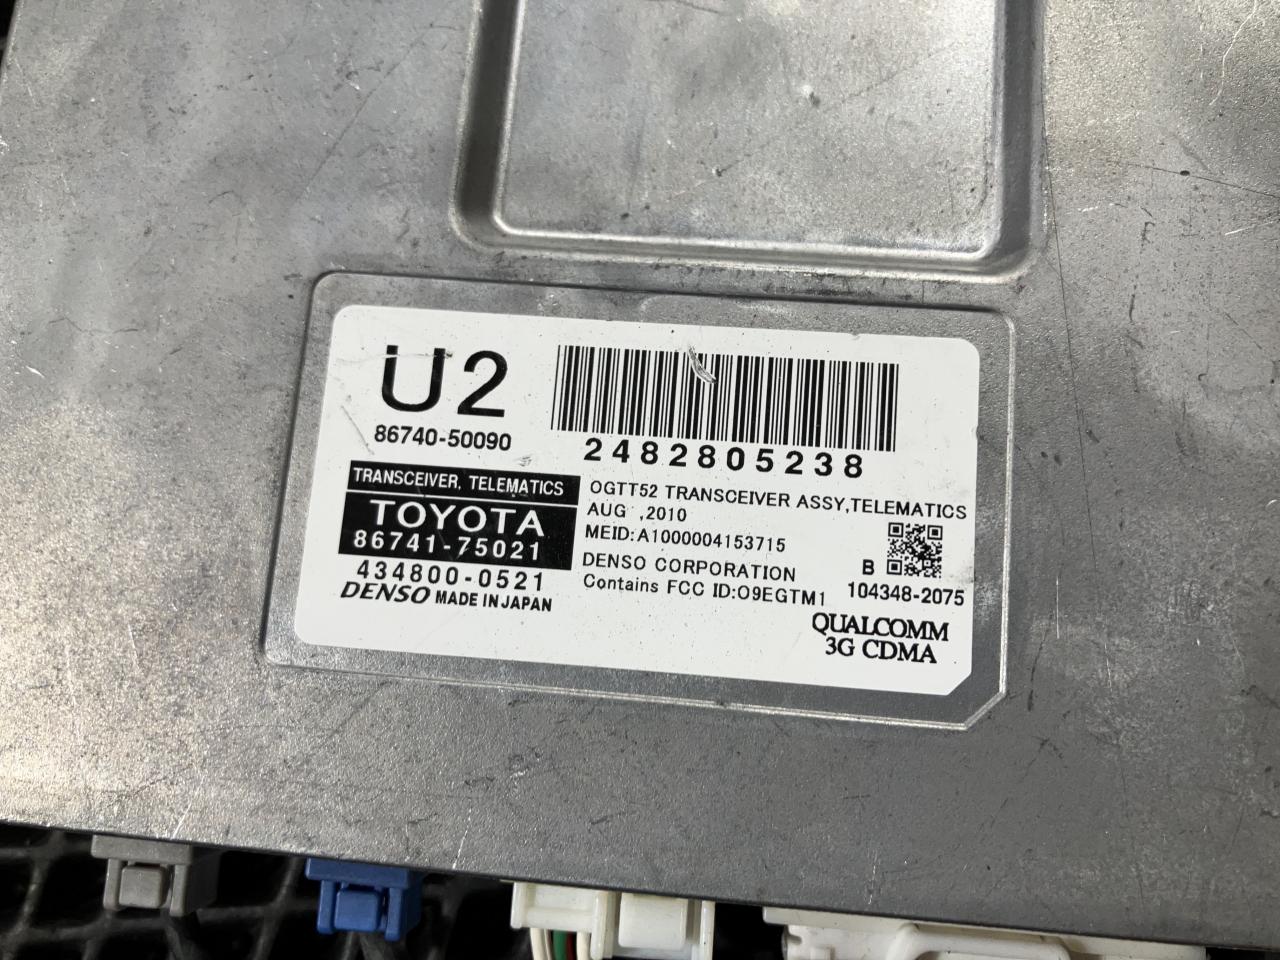 U2
86740-50090
2482805238
TRANSCEIVER, TELEMATICS
TOYOTA
86741-75021
434800-0521
DENSO MADE IN JAPAN
OGTT52 TRANSCEIVER ASSY,TELEMATICS
AUG ,2010
MEID:A1000004153715
DENSO CORPORATION
Contains FCC ID:O9EGTM1
B
104348-2075
QUALCOMM
3G CDMA